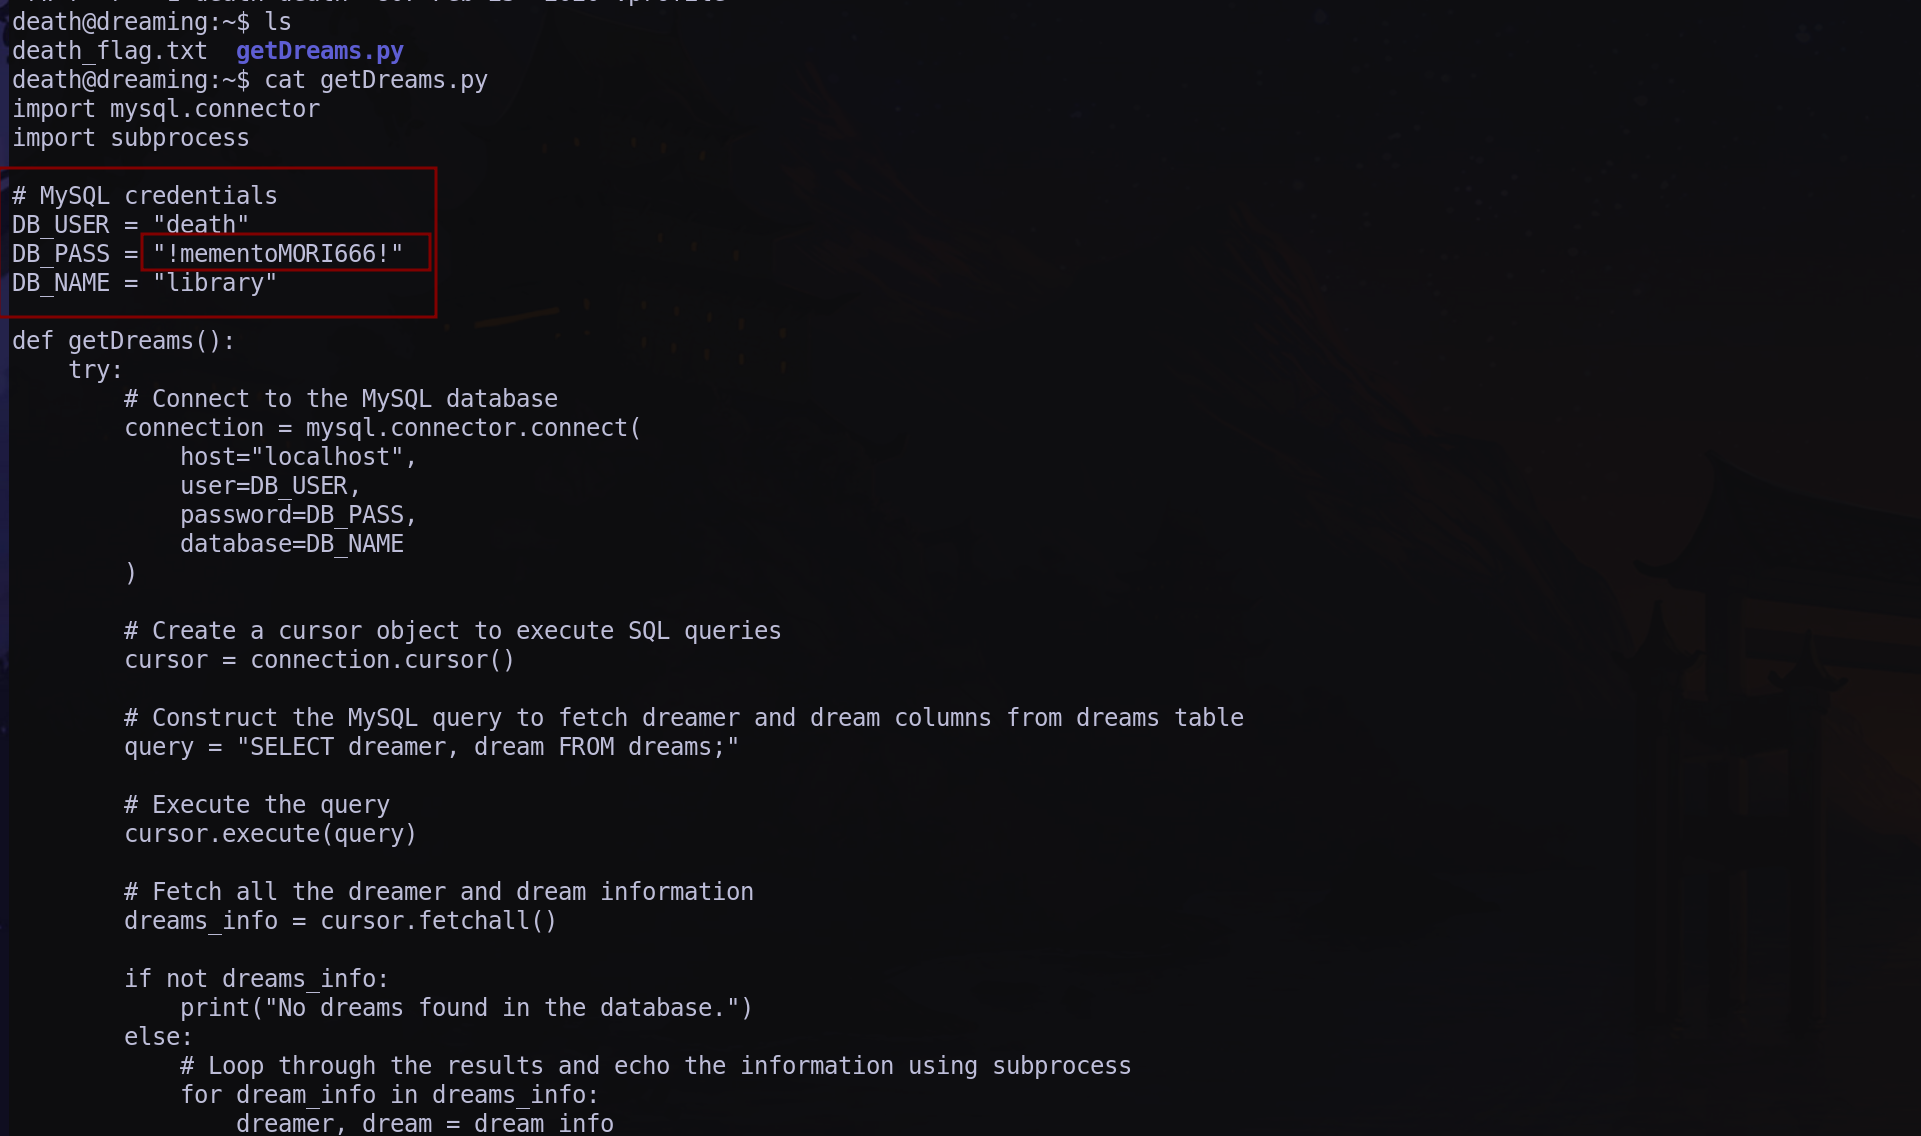 death@dreaming:~$ ls
death_flag.txt  getDreams.py
death@dreaming:~$ cat getDreams.py
import mysql.connector
import subprocess

# MySQL credentials
DB_USER = "death"
DB_PASS = "!mementoMORI666!"
DB_NAME = "library"

def getDreams():
    try:
        # Connect to the MySQL database
        connection = mysql.connector.connect(
            host="localhost",
            user=DB_USER,
            password=DB_PASS,
            database=DB_NAME
        )

        # Create a cursor object to execute SQL queries
        cursor = connection.cursor()

        # Construct the MySQL query to fetch dreamer and dream columns from dreams table
        query = "SELECT dreamer, dream FROM dreams;"

        # Execute the query
        cursor.execute(query)

        # Fetch all the dreamer and dream information
        dreams_info = cursor.fetchall()

        if not dreams_info:
            print("No dreams found in the database.")
        else:
            # Loop through the results and echo the information using subprocess
            for dream_info in dreams_info:
                dreamer, dream = dream_info